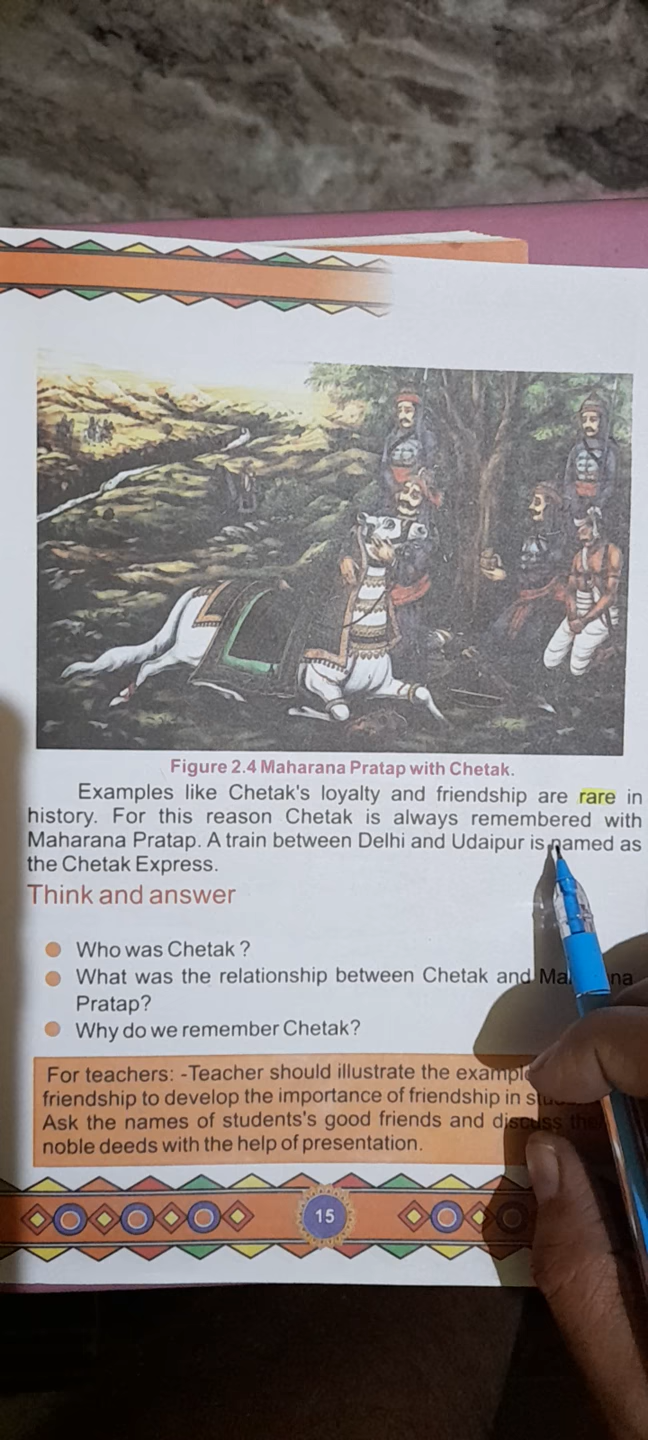 Figure 2.4 Maharana Pratap with Chetak.
Examples like Chetak's loyalty and friendship are rare in
history. For this reason Chetak is always remembered with
Maharana Pratap. A train between Delhi and Udaipur is named as
the Chetak Express.
Think and answer
Who was Chetak ?
What was the relationship between Chetak and
Pratap?
Why do we remember Chetak?
For teachers: -Teacher should illustrate the
friendship to develop the importance of friendship in
Ask the names of students's good friends and discuss
noble deeds with the help of presentation.
15